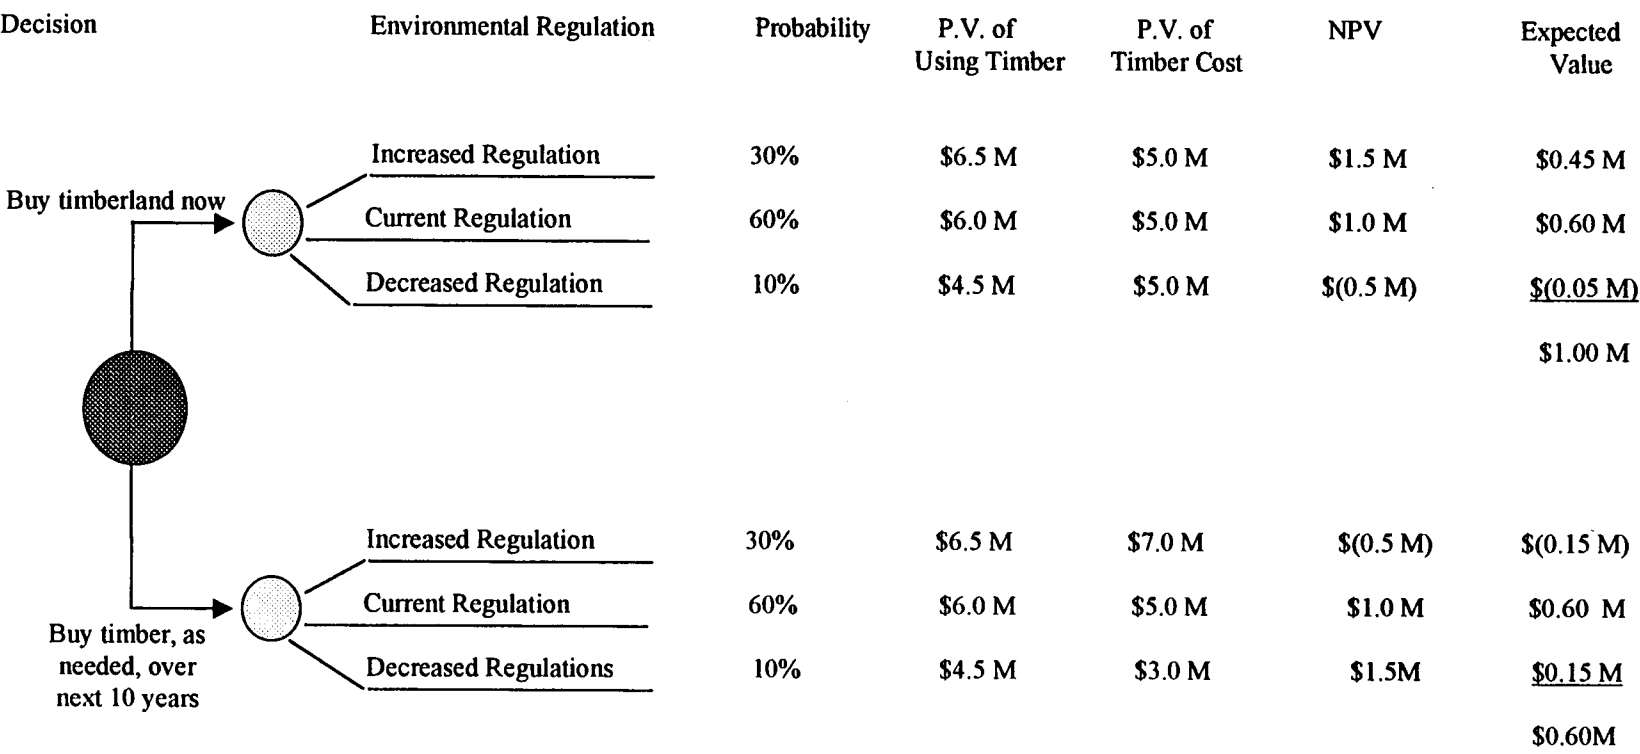 Decision Environmental Regulation Probability P.V. of P.V. of NPV Expected
Using Timber Timber Cost Value
Increased Regulation 30% $6.5 M $5.0 M $1.5 M $0.45 M
Buy timberland now
Current Regulation 60% $6.0 M $5.0 M $1.0 M $0.60 M
Decreased Regulation 10% $4.5 M $5.0 M $(0.5 M) $(0.05 M)
$1.00 M
Increased Regulation 30% $6.5 M $7.0 M $(0.5 M) $(0.15 M)
Current Regulation 60% $6.0 M $5.0 M $1.0 M $0.60 M
Buy timber, as
needed, over
next 10 years
Decreased Regulations 10% $4.5 M $3.0 M $1.5M $0.15 M
$0.60M